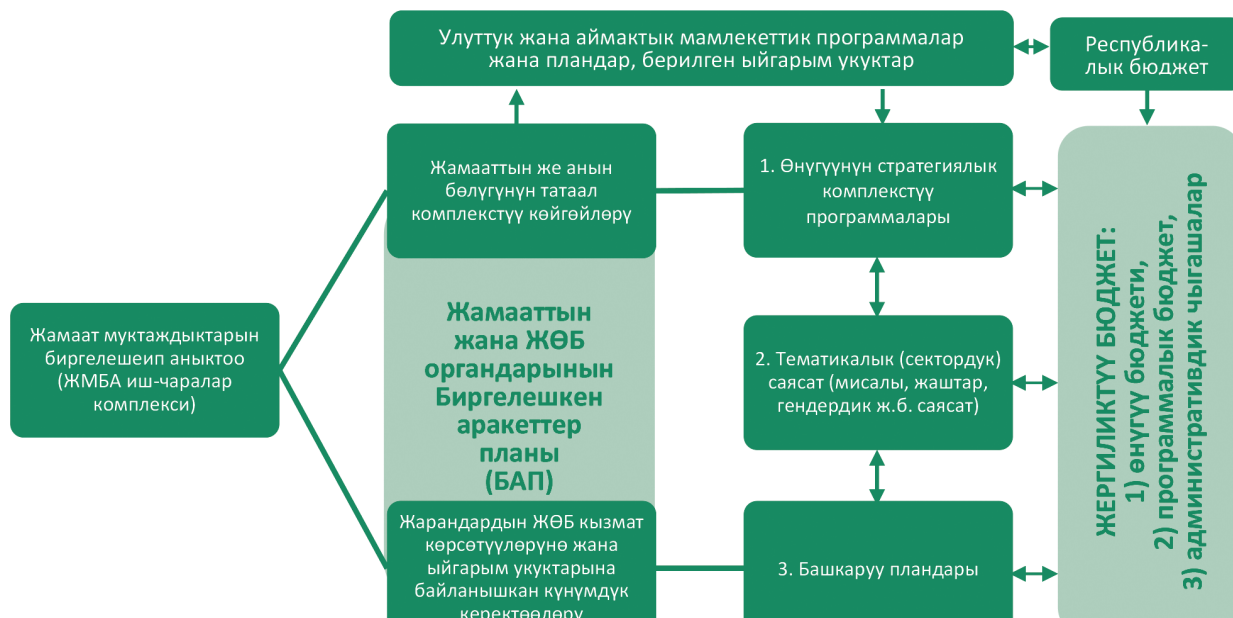 Улуттук жана аймактык мамлекеттик программалар
жана пландар, берилген ыйгарым укуктар
Республика-
лык бюджет
Жамааттын же анын
бөлүгүнүн татаал
комплекстүү көйгөйлөрү
1. Өнүгүүнүн стратегиялык
комплекстүү
программалары
Жамаат муктаждыктарын
биргелешеип аныктоо
(ЖМБА иш-чаралар
комплекси)
Жамааттын
жана ЖӨБ
органдарынын
Биргелешкен
аракеттер
планы
(БАП)
2. Тематикалык (сектордук)
саясат (мисалы, жаштар,
гендердик ж.б. саясат)
Жарандардын ЖӨБ кызмат
көрсөтүүлөрүнө жана
ыйгарым укуктарына
байланышкан күнүмдүк
керектөөлөрү
3. Башкаруу пландары
ЖЕРГИЛИКТҮҮ БЮДЖЕТ:
1) өнүгүү бюджети,
2) программалык бюджет,
3) административдик чыгашалар